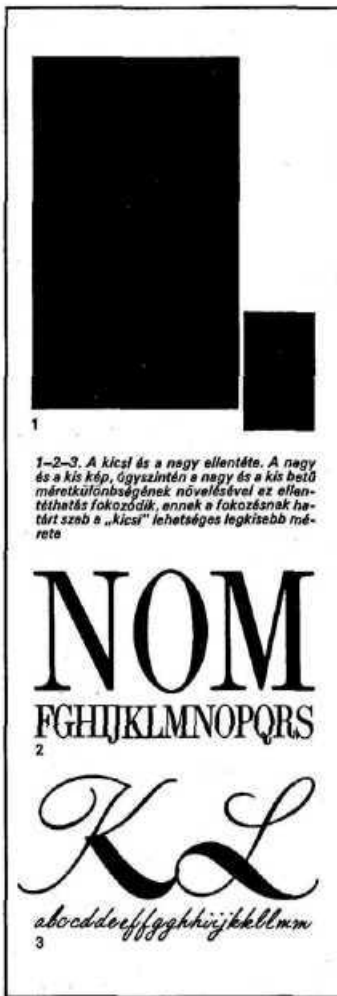 1
1–2–3. A kicsi és a nagy ellentéte. A nagy
és a kis kép, úgyszintén a nagy és a kis betű
méretkülönbségének növelésével az ellen-
téthatás fokozódik, ennek a fokozásnak ha-
tárt szab a „kicsi” lehetséges legkisebb mé-
rete
NOM
FGHIJKLMNOPQRS
2
KL
abcddeeffgghhiijkkllmm
3